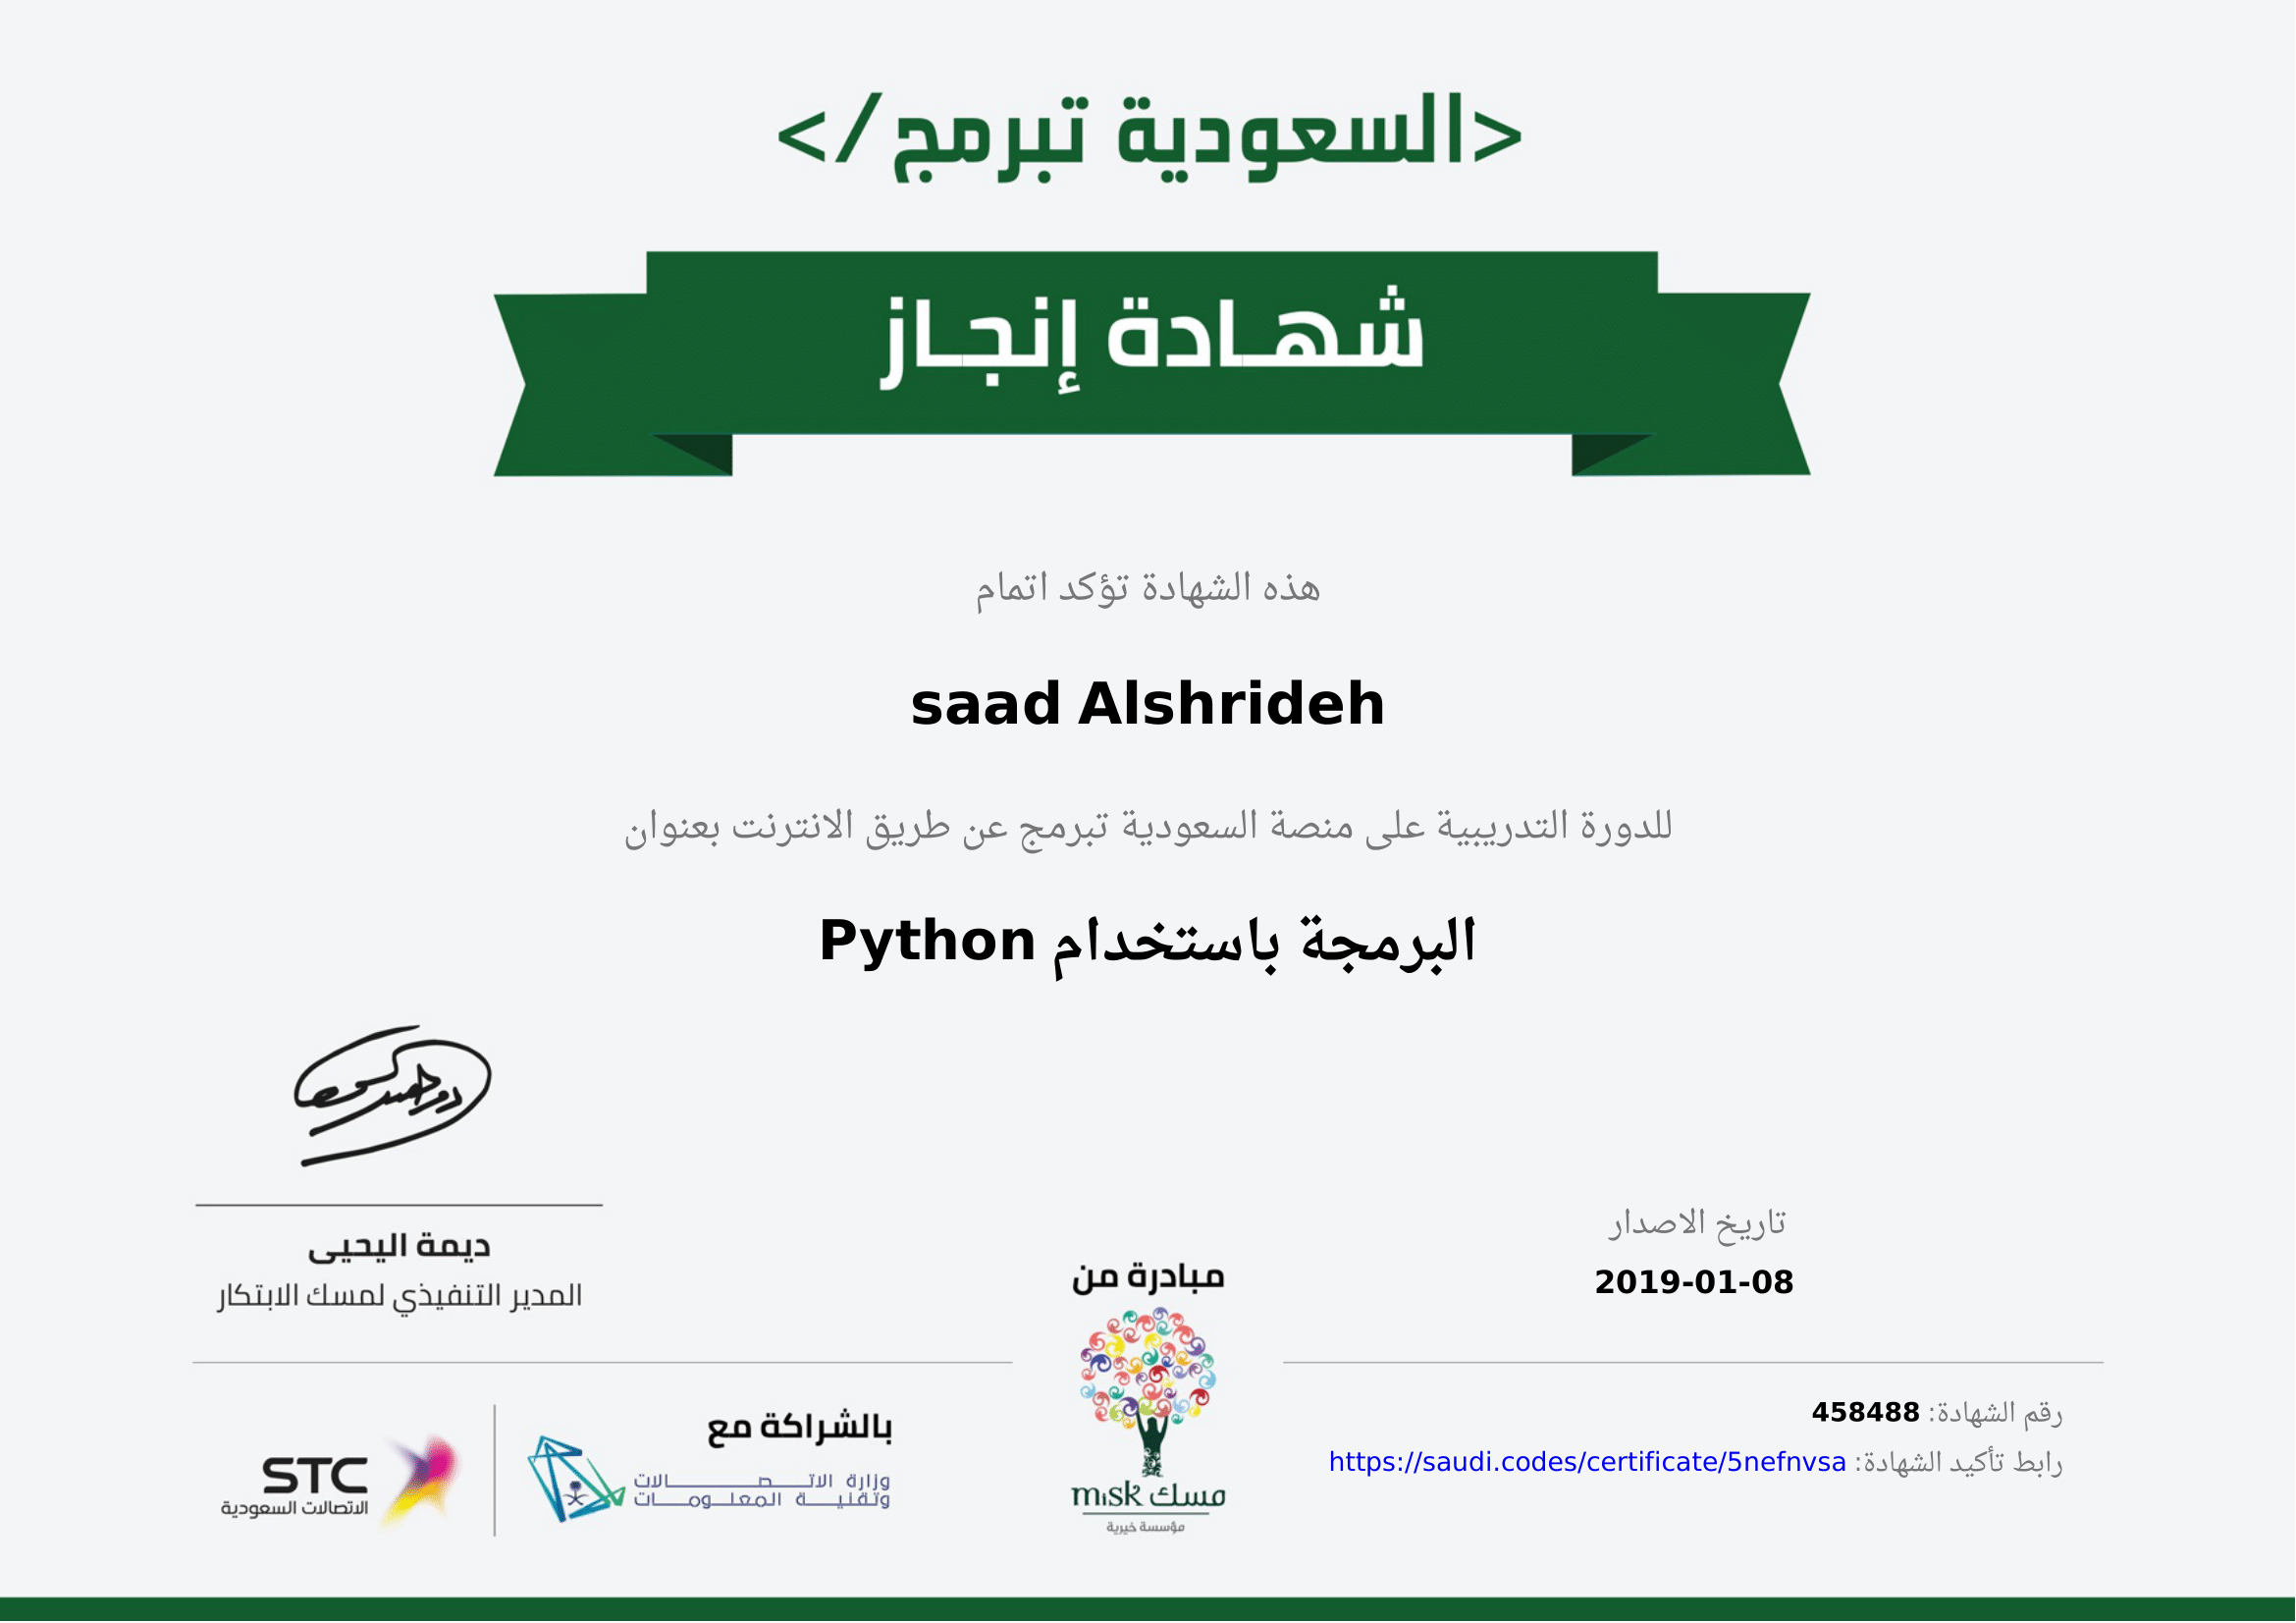 <السعودية تبرمج/>
شهـادة إنجـاز
هذه الشهادة تؤكد اتمام
saad Alshrideh
للدورة التدريبية على منصة السعودية تبرمج عن طريق الانترنت بعنوان
البرمجة باستخدام Python
ديمة اليحيى
المدير التنفيذي لمسك الابتكار
تاريخ الاصدار
2019-01-08
مبادرة من
مسك misk
مؤسسة خيرية
رقم الشهادة: 458488
رابط تأكيد الشهادة: https://saudi.codes/certificate/5nefnvsa
بالشراكة مع
وزارة الاتـــصـــالات
وتقنيــة المعلــومــات
STC
الاتصالات السعودية